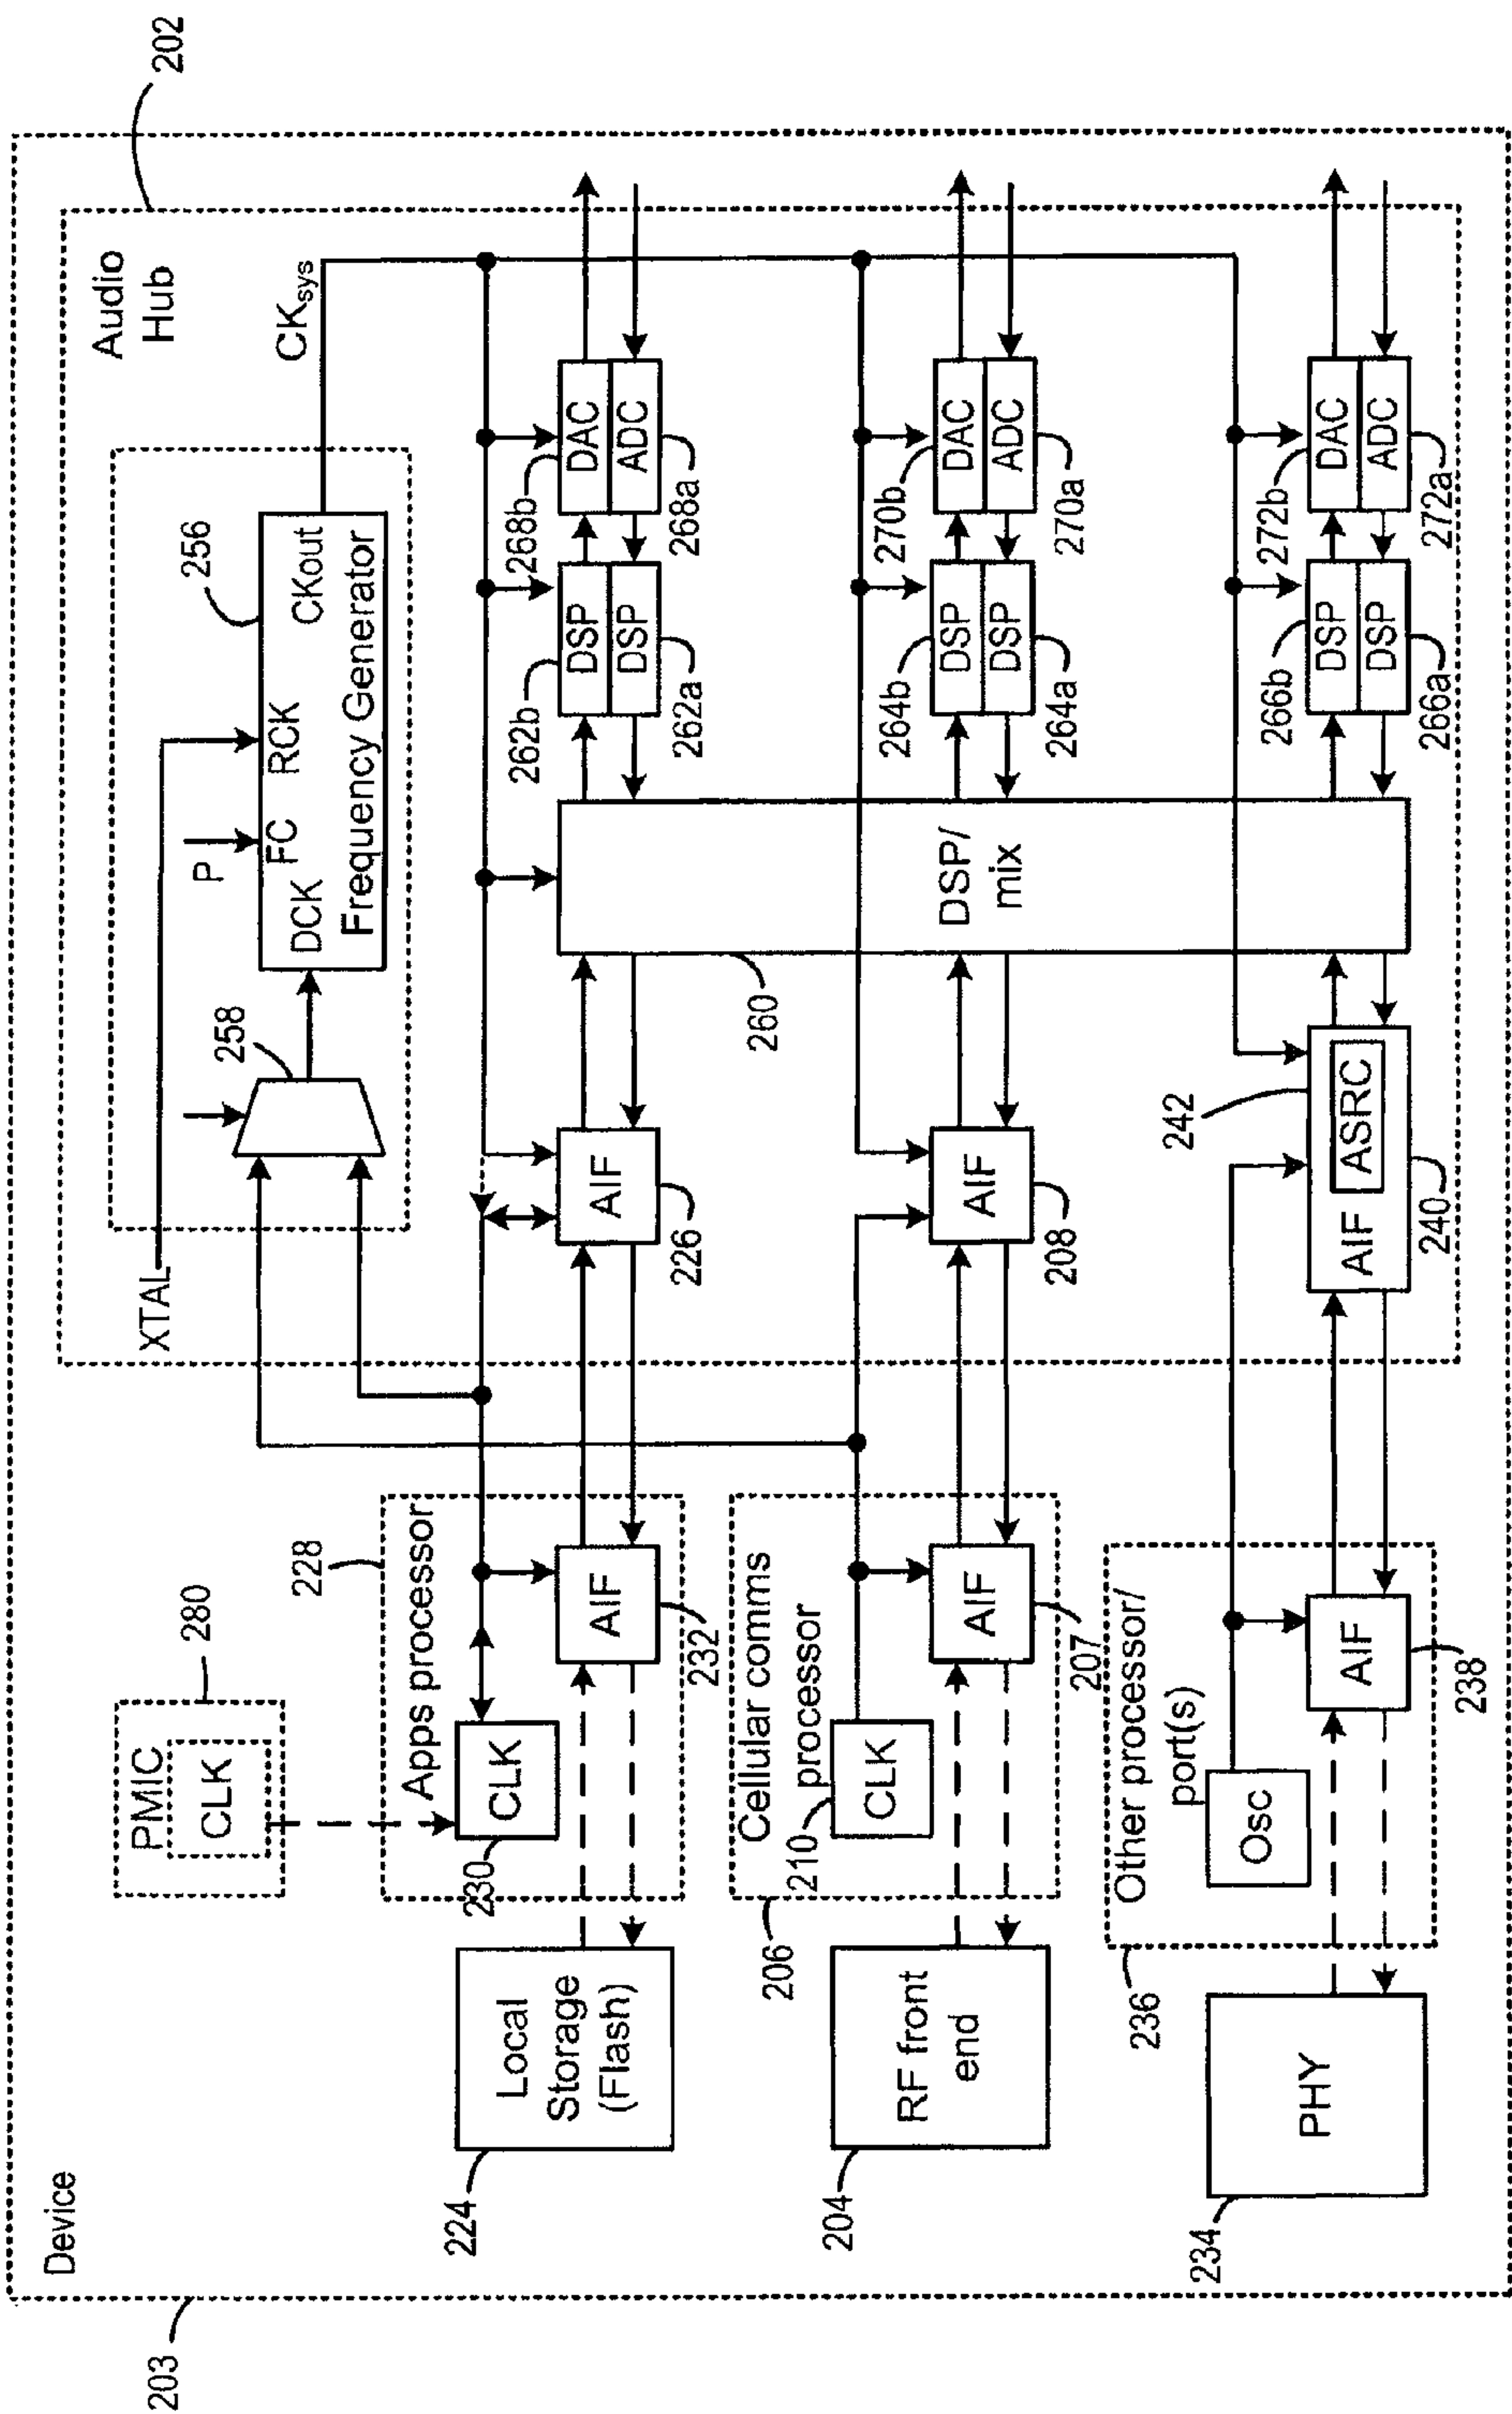 203
Device
202
Audio
Hub
XTAL
258
P
256
DCK
FC
RCK
CKout
Frequency Generator
CKsys
PMIC
CLK
280
228
Apps processor
CLK
230
AIF
232
224
Local
Storage
(Flash)
AIF
226
260
DSP/
mix
262b
DSP
DSP
262a
268b
DAC
ADC
268a
204
RF front
end
206
Cellular comms
processor
210
CLK
AIF
207
AIF
208
264b
DSP
DSP
264a
270b
DAC
ADC
270a
234
PHY
236
Other processor/
port(s)
Osc
AIF
238
242
AIF
ASRC
240
266b
DSP
DSP
266a
272b
DAC
ADC
272a